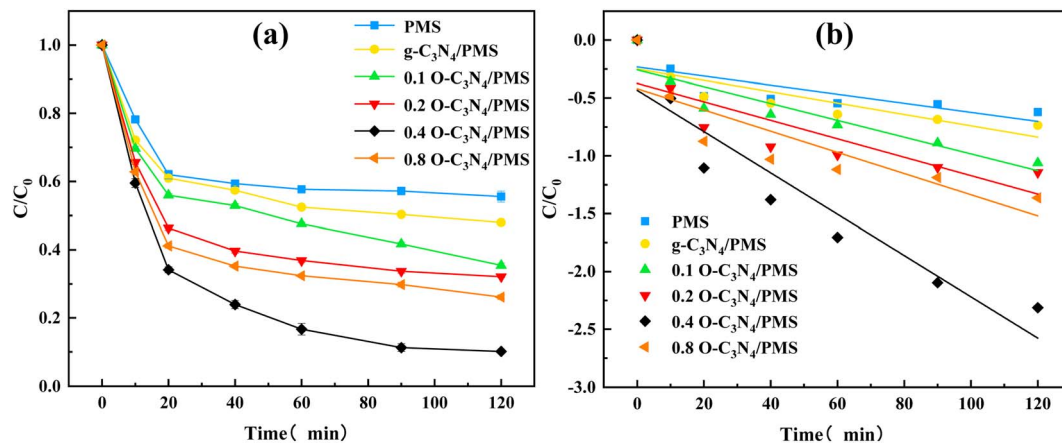 (a)
PMS
g-C₃N₄/PMS
0.1 O-C₃N₄/PMS
0.2 O-C₃N₄/PMS
0.4 O-C₃N₄/PMS
0.8 O-C₃N₄/PMS
C/C₀
1.0
0.8
0.6
0.4
0.2
0.0
0 20 40 60 80 100 120
Time( min)
(b)
PMS
g-C₃N₄/PMS
0.1 O-C₃N₄/PMS
0.2 O-C₃N₄/PMS
0.4 O-C₃N₄/PMS
0.8 O-C₃N₄/PMS
C/C₀
0.0
-0.5
-1.0
-1.5
-2.0
-2.5
-3.0
0 20 40 60 80 100 120
Time( min)